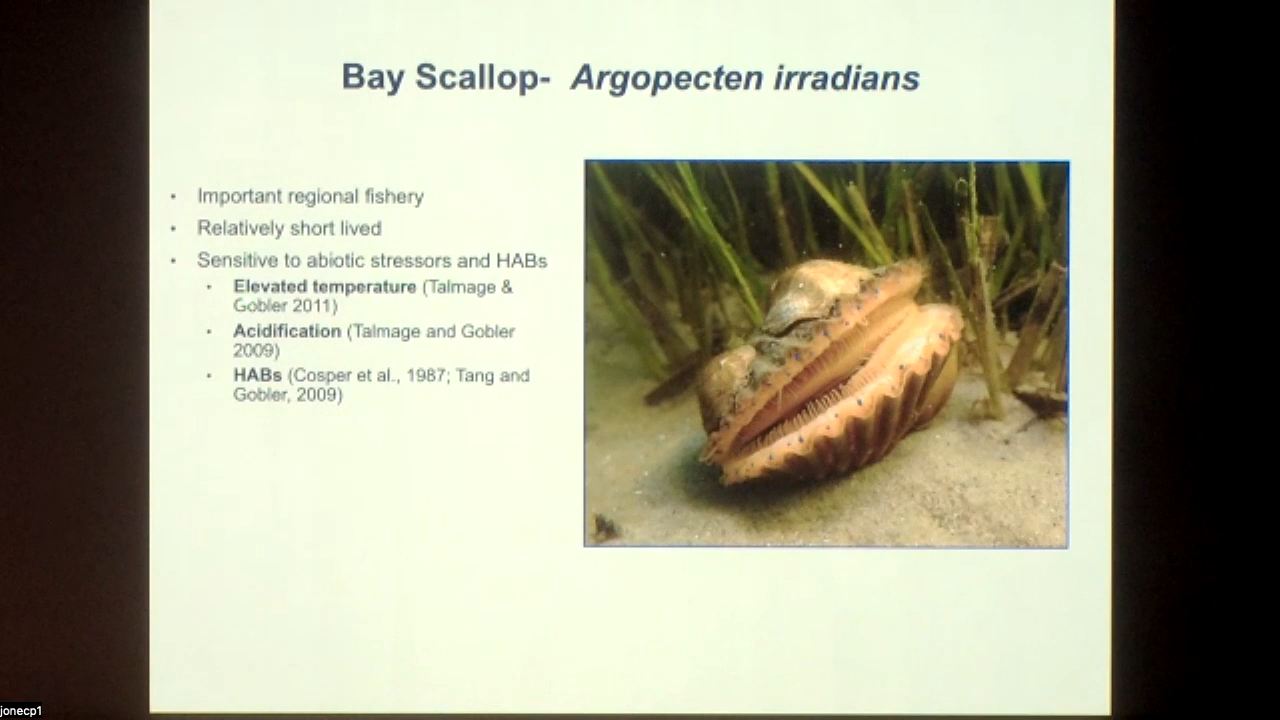 Bay Scallop- Argopecten irradians
• Important regional fishery
• Relatively short lived
• Sensitive to abiotic stressors and HABs
• Elevated temperature (Talmage &
Gobler 2011)
• Acidification (Talmage and Gobler
2009)
• HABs (Cosper et al., 1987; Tang and
Gobler, 2009)
jonecp1